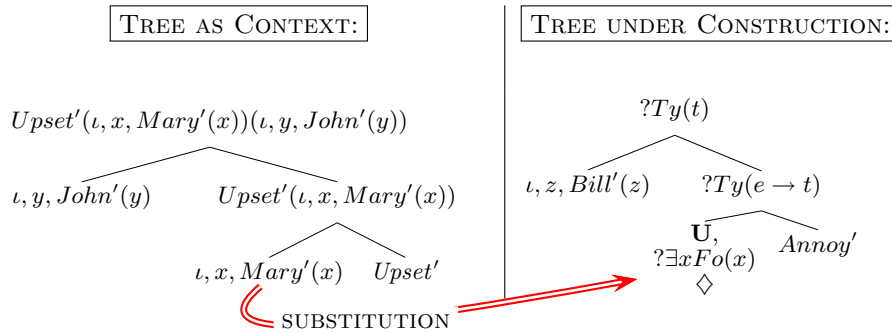 TREE AS CONTEXT:
TREE UNDER CONSTRUCTION:
Upset′(ι, x, Mary′(x))(ι, y, John′(y))
ι, y, John′(y)
Upset′(ι, x, Mary′(x))
ι, x, Mary′(x)
Upset′
?Ty(t)
ι, z, Bill′(z)
?Ty(e → t)
U,
?∃xFo(x)
◇
Annoy′
SUBSTITUTION